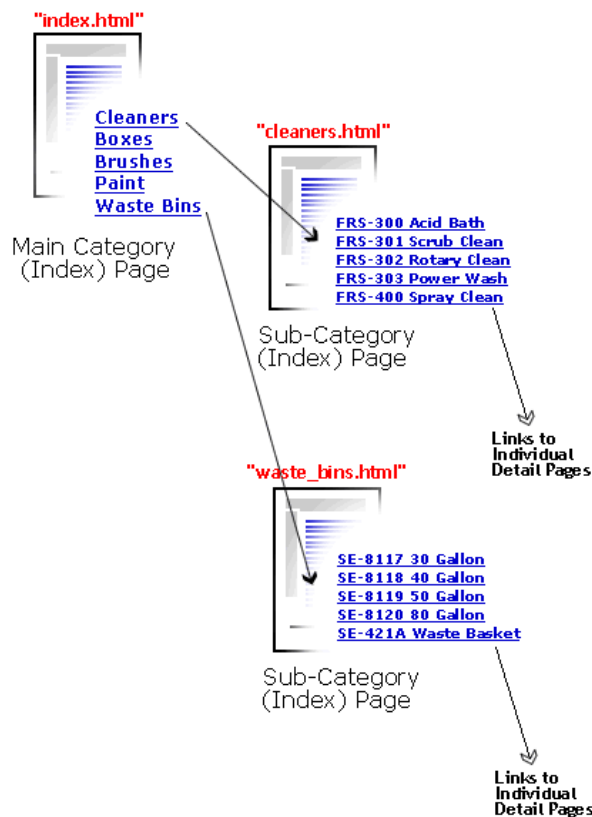 "index.html"
Cleaners
Boxes
Brushes
Paint
Waste Bins
Main Category
(Index) Page
"cleaners.html"
FRS-300 Acid Bath
FRS-301 Scrub Clean
FRS-302 Rotary Clean
FRS-303 Power Wash
FRS-400 Spray Clean
Sub-Category
(Index) Page
Links to
Individual
Detail Pages
"waste_bins.html"
SE-8117 30 Gallon
SE-8118 40 Gallon
SE-8119 50 Gallon
SE-8120 80 Gallon
SE-421A Waste Basket
Sub-Category
(Index) Page
Links to
Individual
Detail Pages